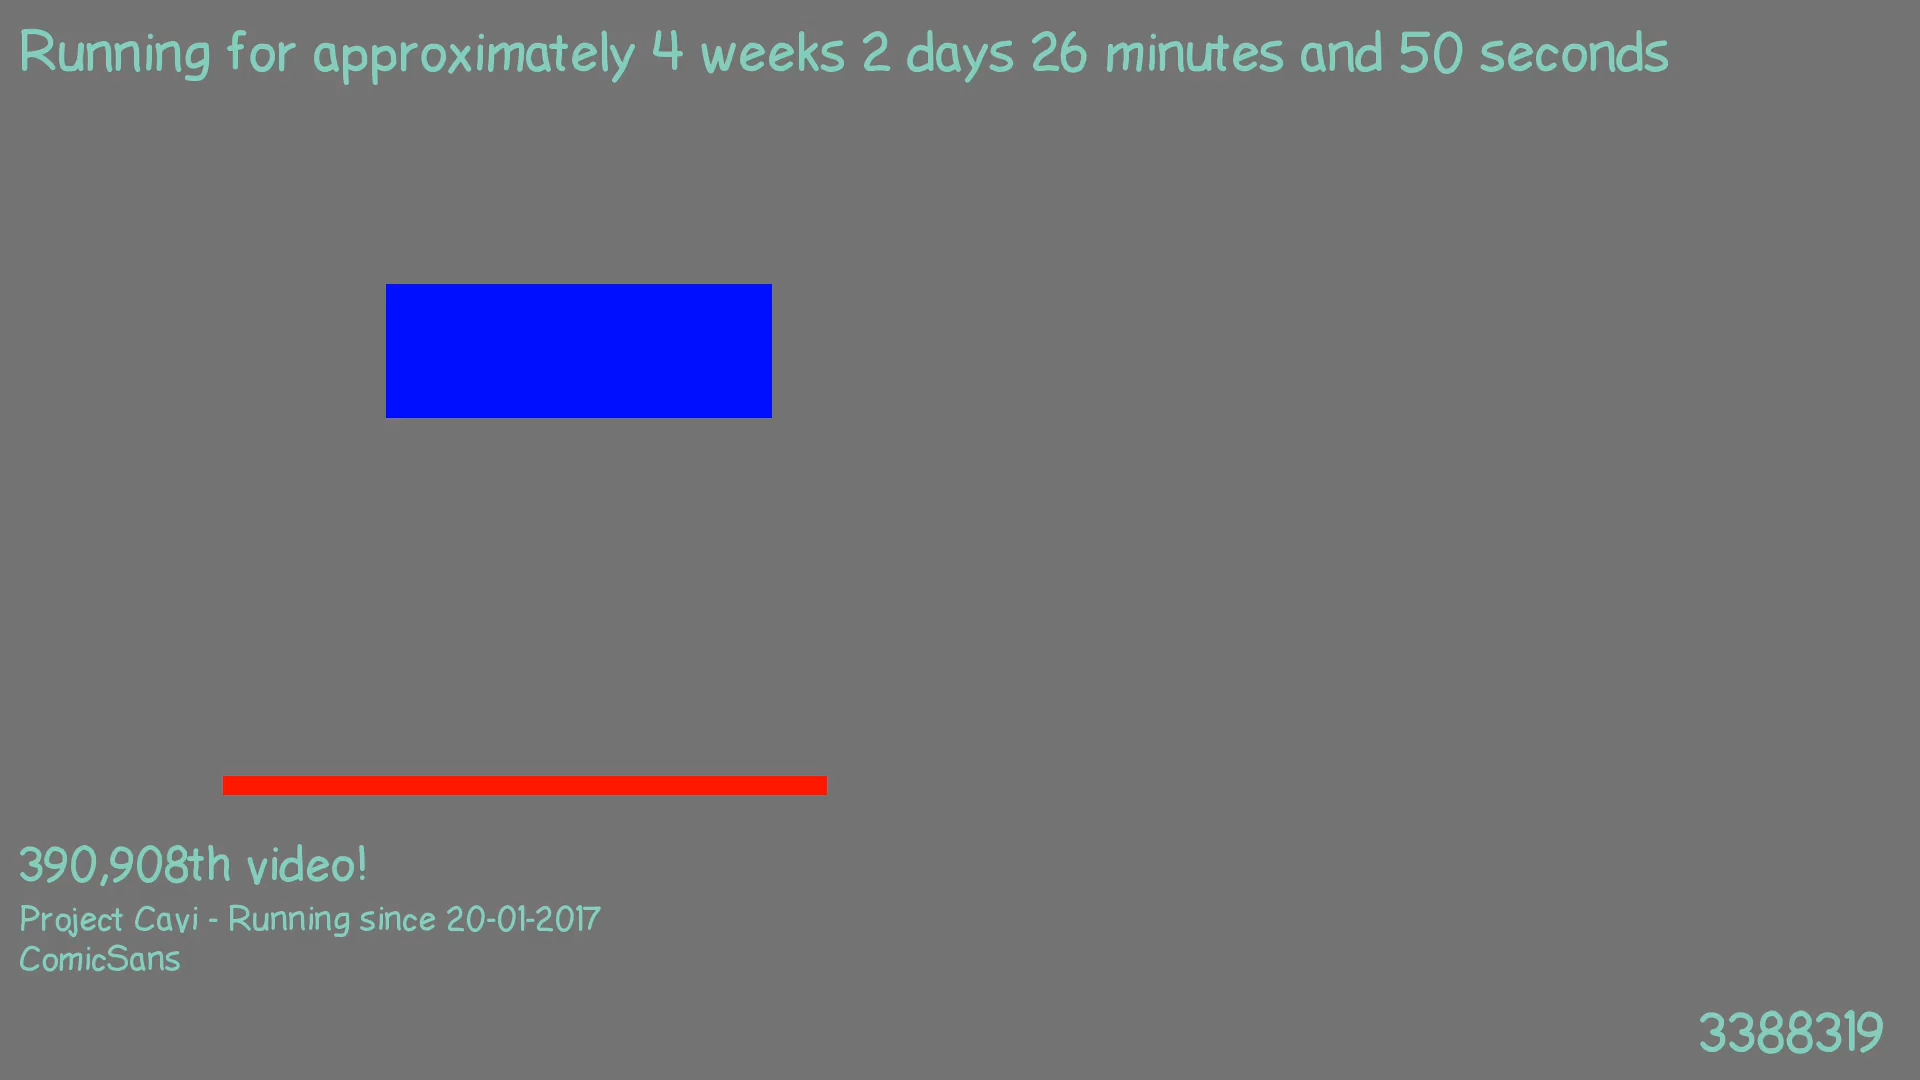 Running for approximately 4 weeks 2 days 26 minutes and 50 seconds
390,908th video!
Project Cavi - Running since 20-01-2017
ComicSans
3388319